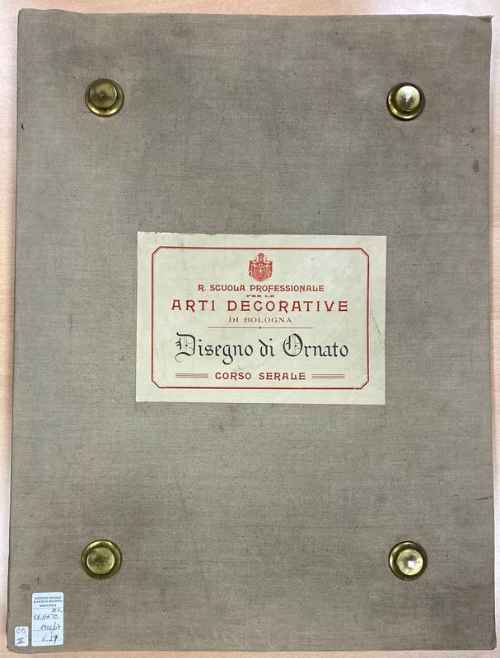 R. SCUOLA PROFESSIONALE
PER LE
ARTI DECORATIVE
DI BOLOGNA
Disegno di Ornato
CORSO SERALE